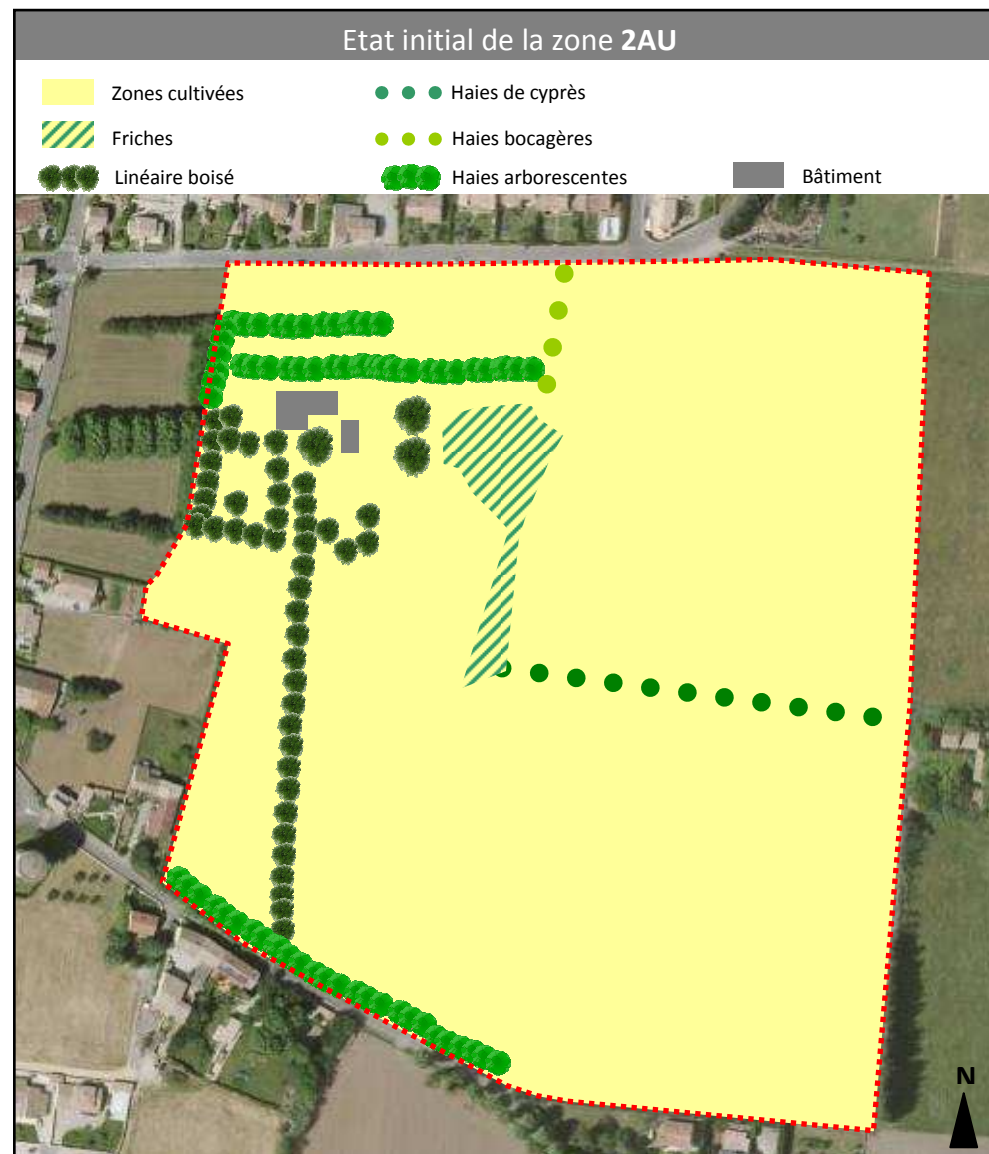 Etat initial de la zone 2AU
Zones cultivées
Haies de cyprès
Friches
Haies bocagères
Linéaire boisé
Haies arborescentes
Bâtiment
N